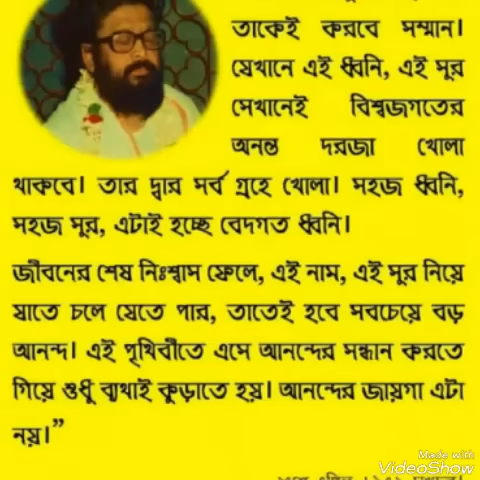 তাকেই করবে সম্মান।
যেখানে এই ধ্বনি, এই সুর
সেখানেই বিশ্বজগতের
অনন্ত দরজা খোলা
থাকবে। তার দ্বার সর্ব গ্রহে খোলা। সহজ ধ্বনি,
সহজ সুর, এটাই হচ্ছে বেদগত ধ্বনি।
জীবনের শেষ নিঃশ্বাস ফেলে, এই নাম, এই সুর নিয়ে
যাতে চলে যেতে পার, তাতেই হবে সবচেয়ে বড়
আনন্দ। এই পৃথিবীতে এসে আনন্দের সন্ধান করতে
গিয়ে শুধু ব্যথাই কুড়াতে হয়। আনন্দের জায়গা এটা
নয়।”
Made with
VideoShow